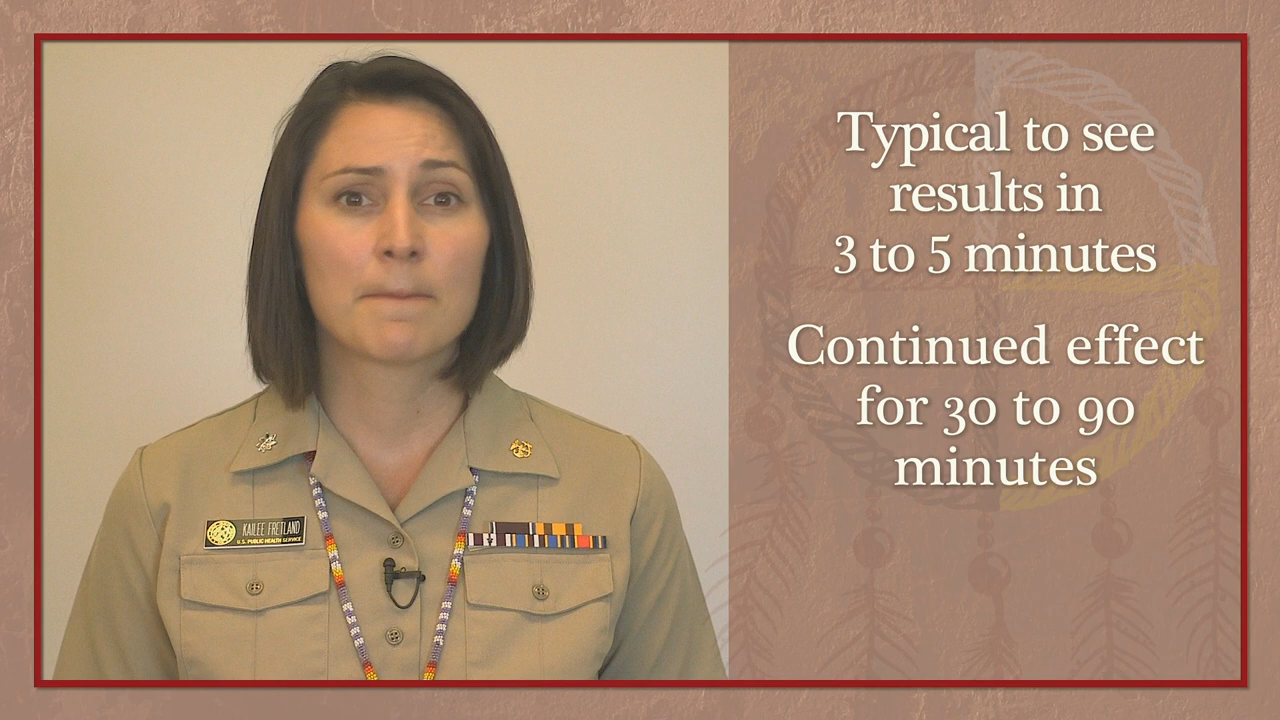 KAILEE FRETLAND
U.S. PUBLIC HEALTH SERVICE
Typical to see
results in
3 to 5 minutes
Continued effect
for 30 to 90
minutes